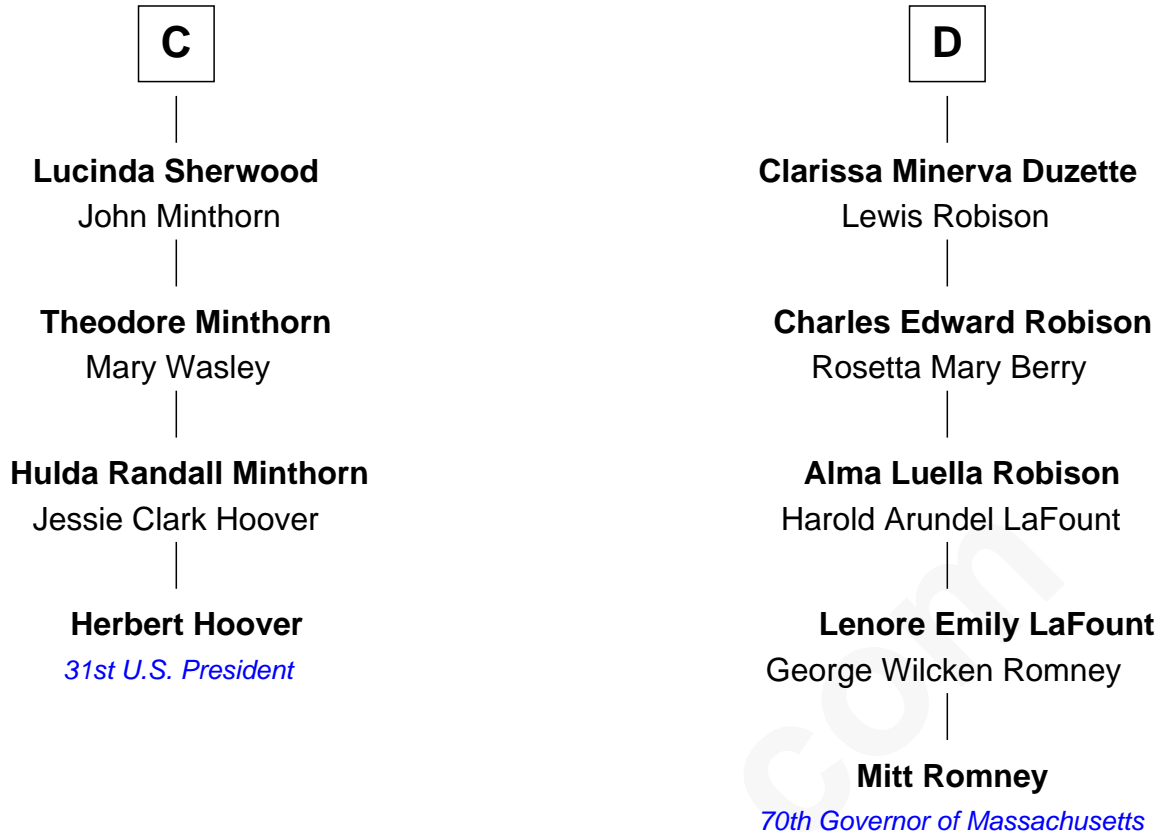 C
Lucinda Sherwood
John Minthorn
Theodore Minthorn
Mary Wasley
Hulda Randall Minthorn
Jessie Clark Hoover
Herbert Hoover
31st U.S. President
D
Clarissa Minerva Duzette
Lewis Robison
Charles Edward Robison
Rosetta Mary Berry
Alma Luella Robison
Harold Arundel LaFount
Lenore Emily LaFount
George Wilcken Romney
Mitt Romney
70th Governor of Massachusetts
com